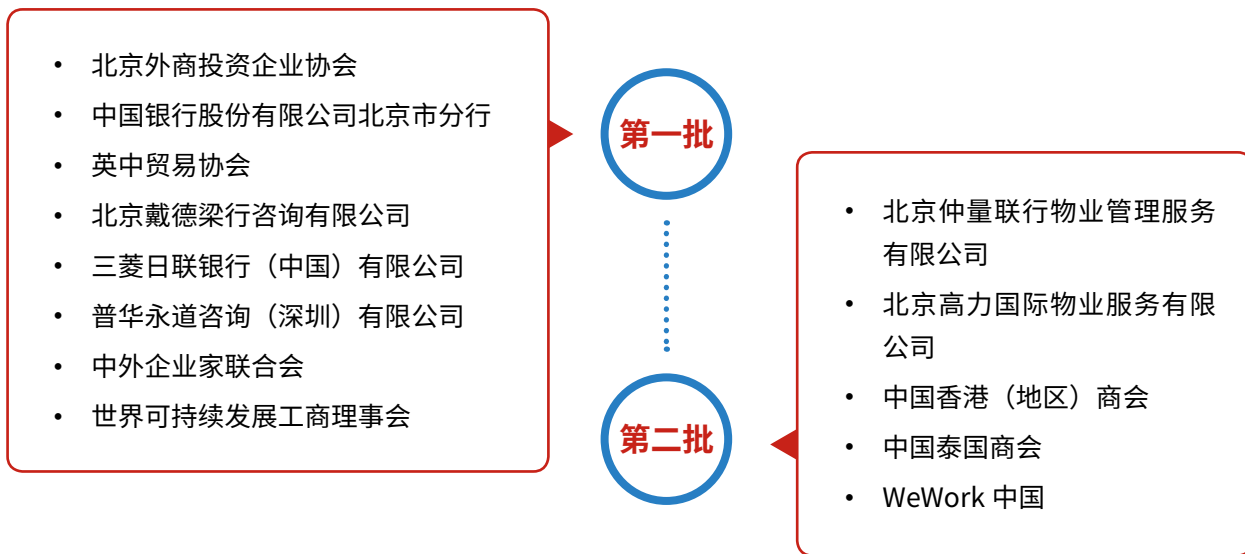 • 北京外商投资企业协会
• 中国银行股份有限公司北京市分行
• 英中贸易协会
• 北京戴德梁行咨询有限公司
• 三菱日联银行（中国）有限公司
• 普华永道咨询（深圳）有限公司
• 中外企业家联合会
• 世界可持续发展工商理事会
第一批
第二批
• 北京仲量联行物业管理服务
有限公司
• 北京高力国际物业服务有限
公司
• 中国香港（地区）商会
• 中国泰国商会
• WeWork 中国